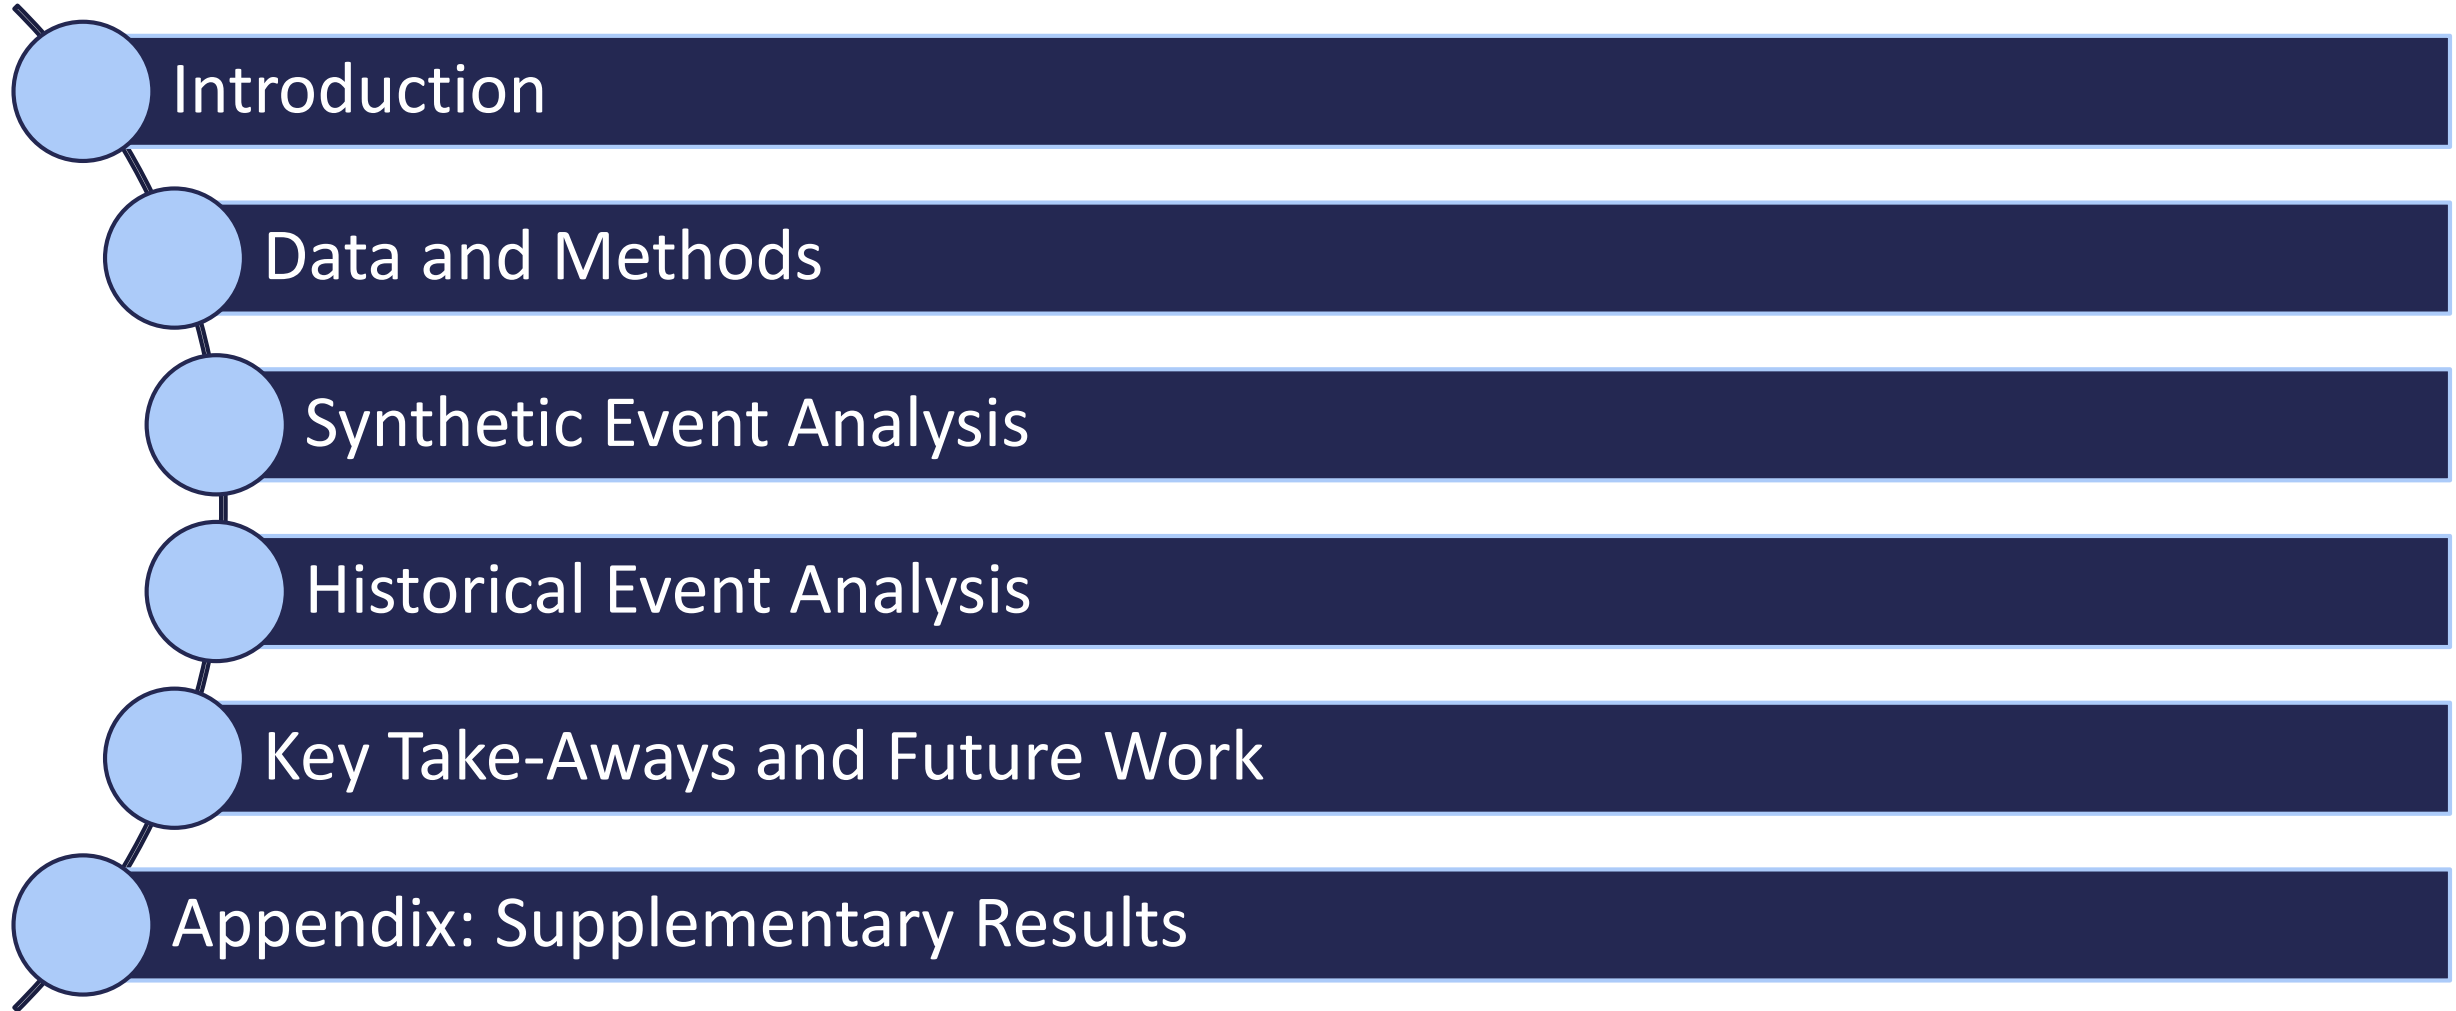 Introduction
Data and Methods
Synthetic Event Analysis
Historical Event Analysis
Key Take-Aways and Future Work
Appendix: Supplementary Results